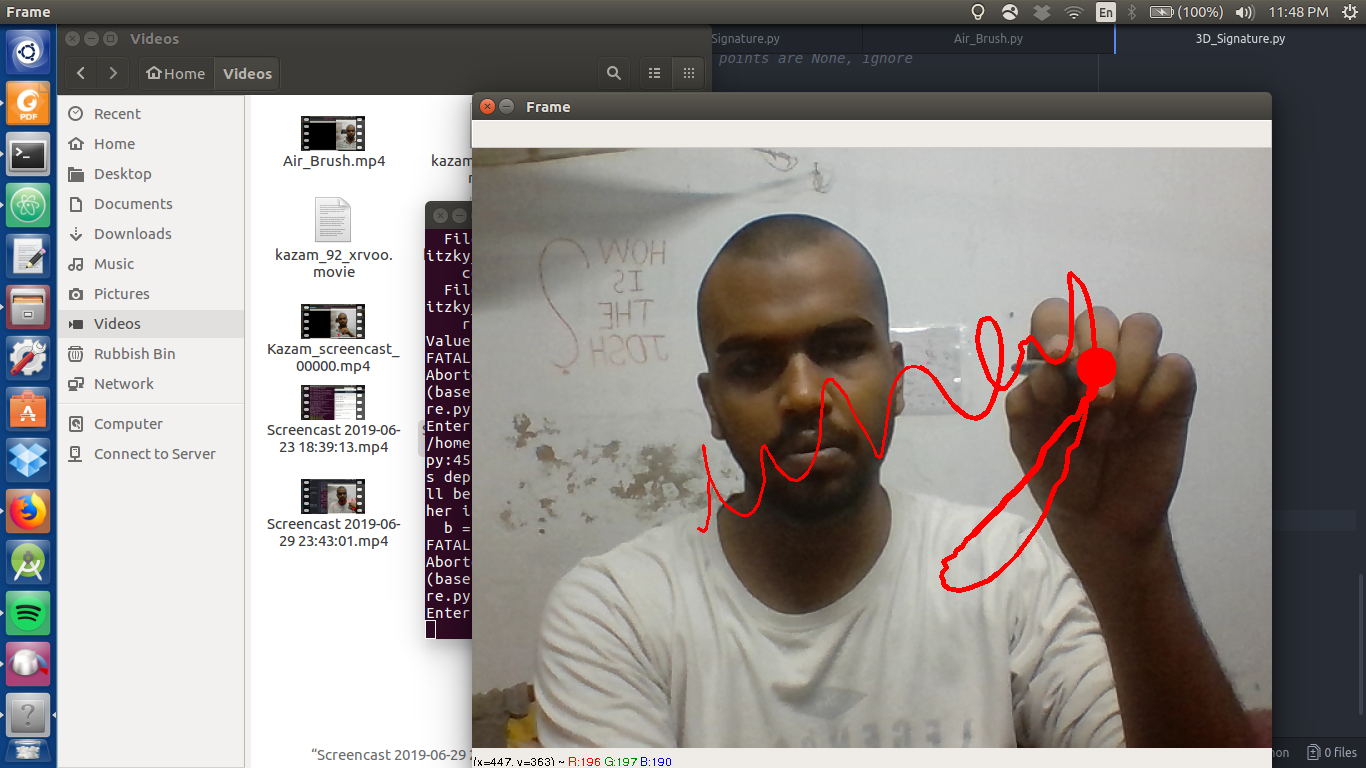 Frame
En
(100%)
11:48 PM
Videos
Signature.py
Air_Brush.py
3D_Signature.py
points are None, ignore
Home
Videos
Frame
Recent
Home
Desktop
Documents
Downloads
Music
Pictures
Videos
Rubbish Bin
Network
Computer
Connect to Server
Air_Brush.mp4
kazam_92_xrvoo.
movie
Kazam_screencast_
00000.mp4
Screencast 2019-06-
23 18:39:13.mp4
Screencast 2019-06-
29 23:43:01.mp4
Fil
itzky
c
Fil
itzky
r
Value
FATAL
Abort
(base
re.py
Enter
/home
py:45
s dep
ll be
her i
b =
FATAL
Abort
(base
re.py
Enter
HOW
IS
THE
JOSH?
LEGEND
"Screencast 2019-06-29
(x=447, y=363) ~ R:196 G:197 B:190
0 files
PDF